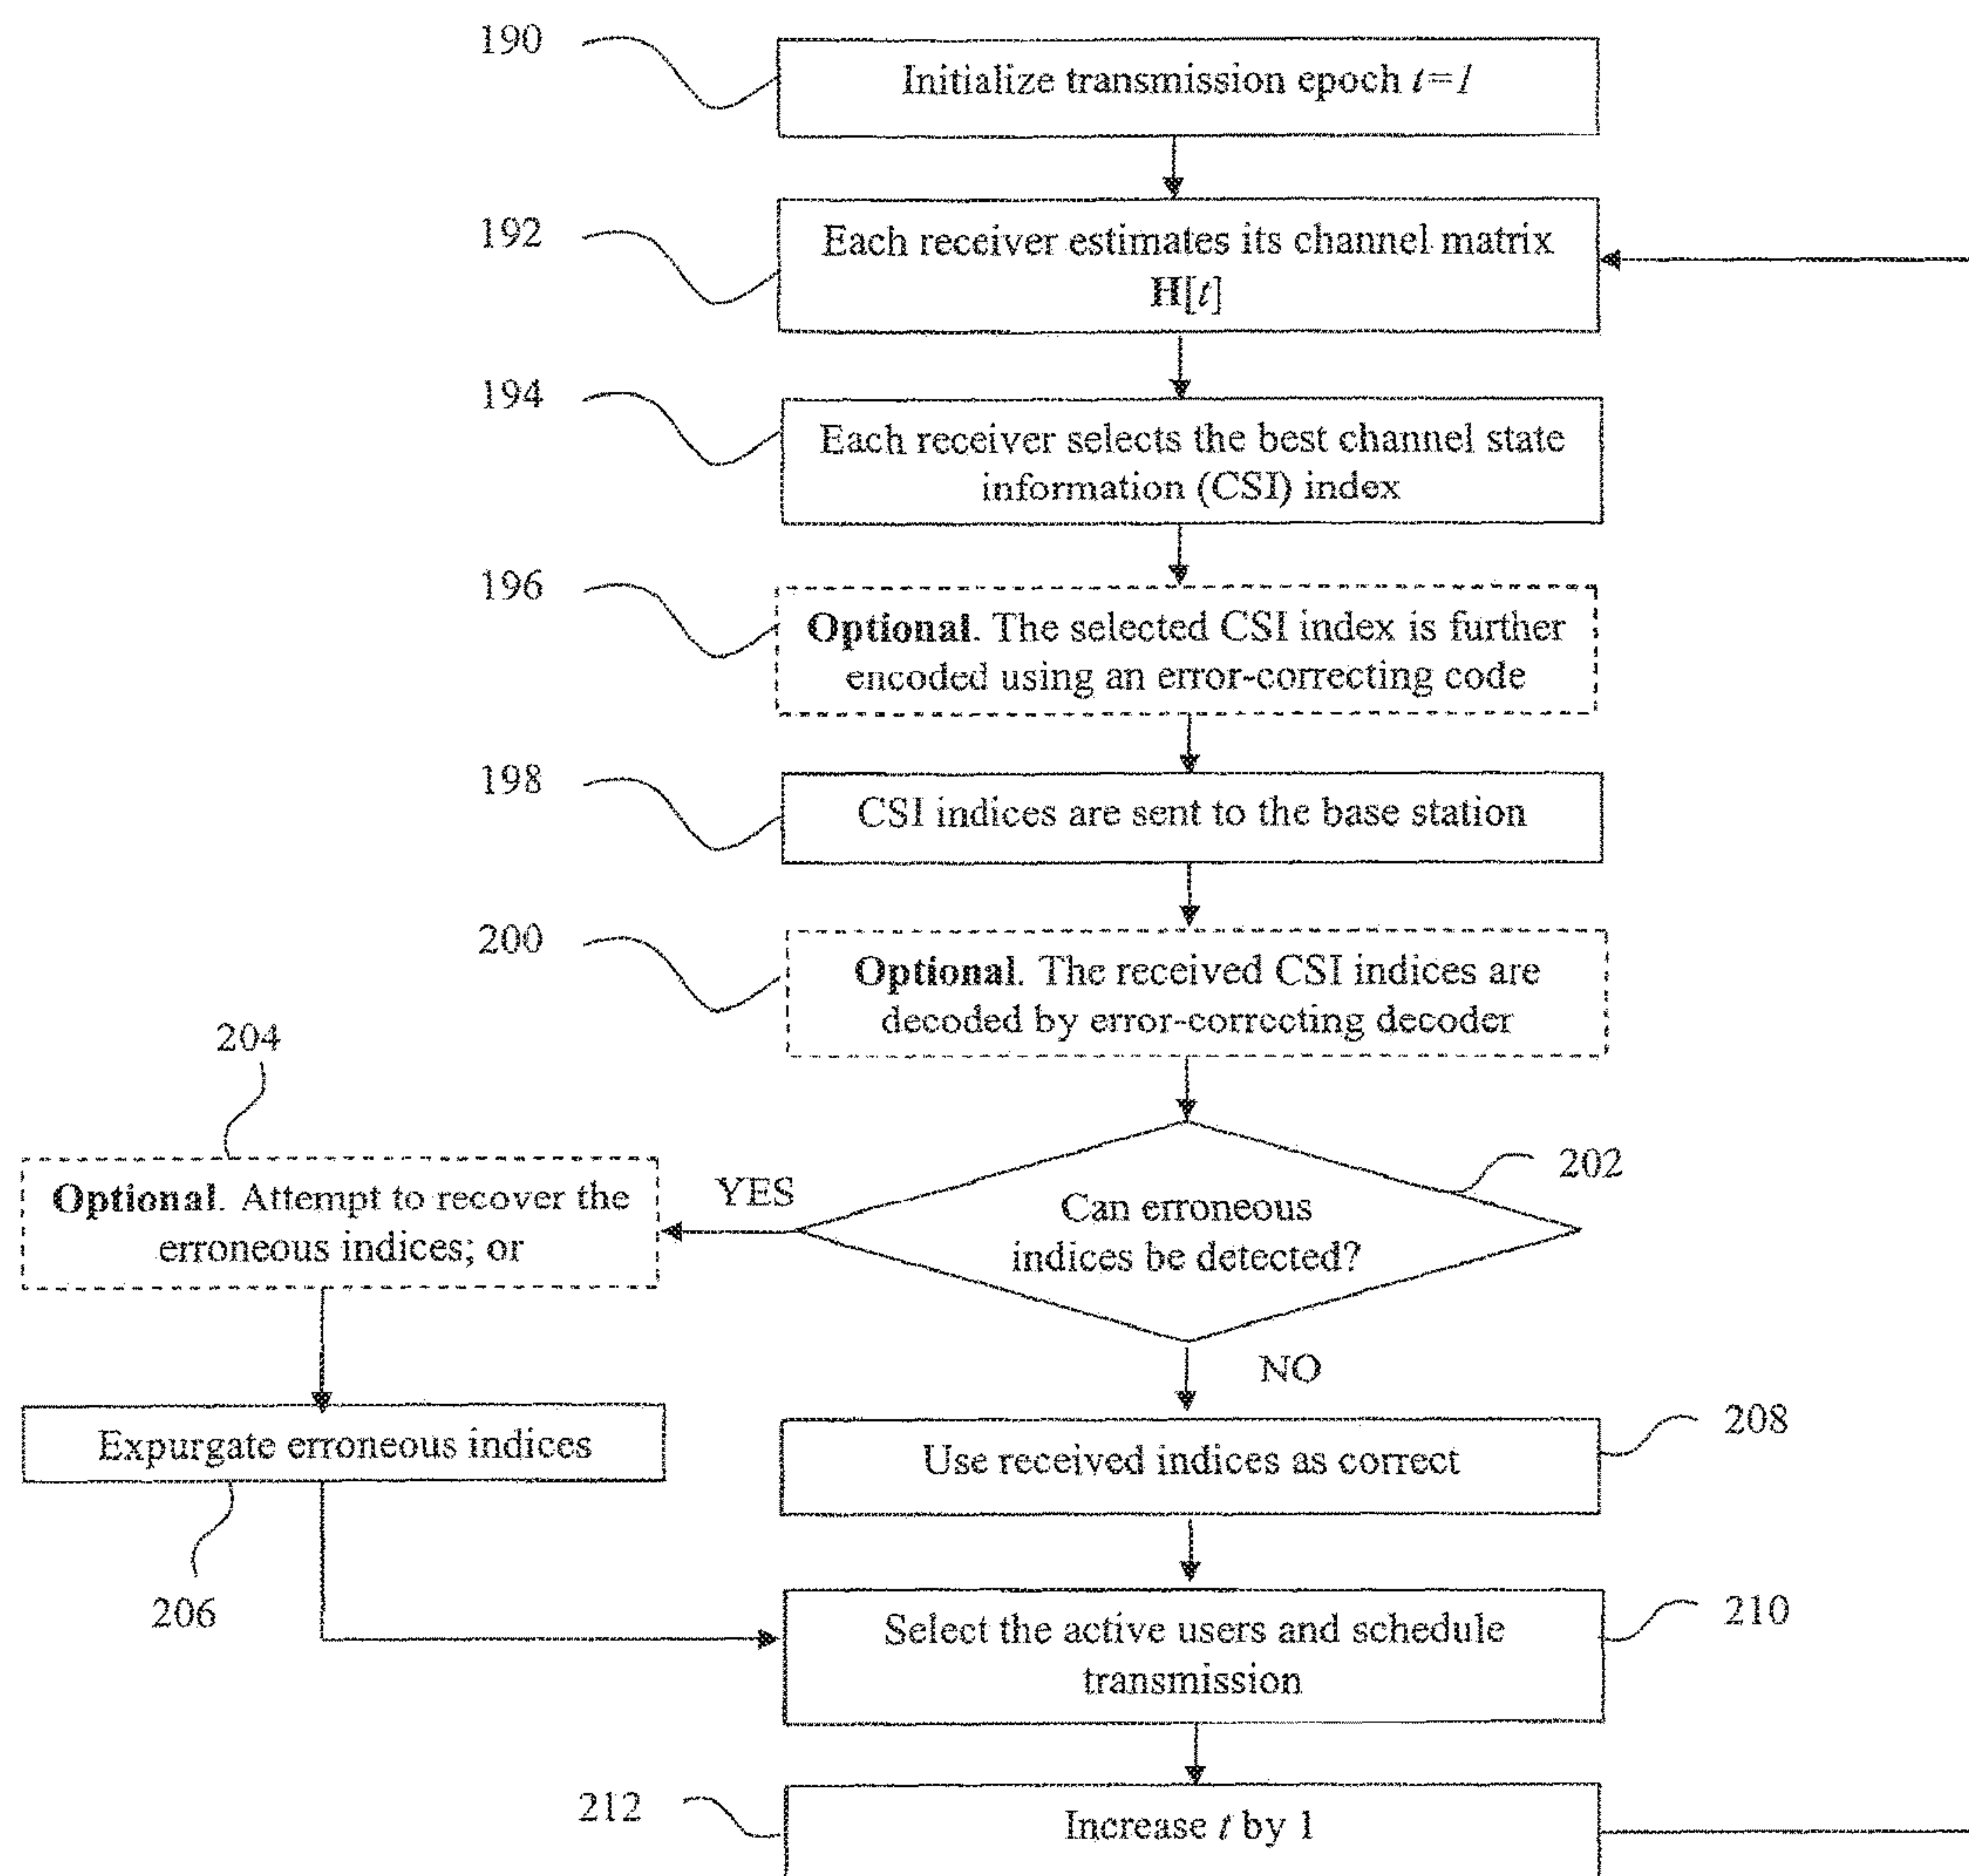 190
Initialize transmission epoch t=1
192
Each receiver estimates its channel matrix
H[t]
194
Each receiver selects the best channel state
information (CSI) index
196
Optional. The selected CSI index is further
encoded using an error-correcting code
198
CSI indices are sent to the base station
200
Optional. The received CSI indices are
decoded by error-correcting decoder
204
202
Optional. Attempt to recover the
erroneous indices; or
YES
Can erroneous
indices be detected?
NO
208
Expurgate erroneous indices
Use received indices as correct
206
210
Select the active users and schedule
transmission
212
Increase t by 1